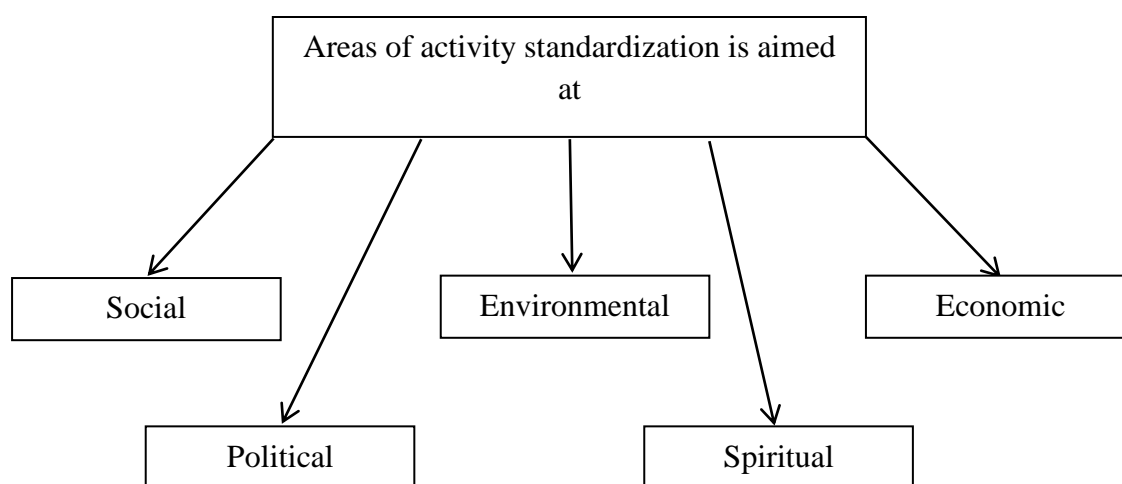 Areas of activity standardization is aimed
at
Social
Environmental
Economic
Political
Spiritual